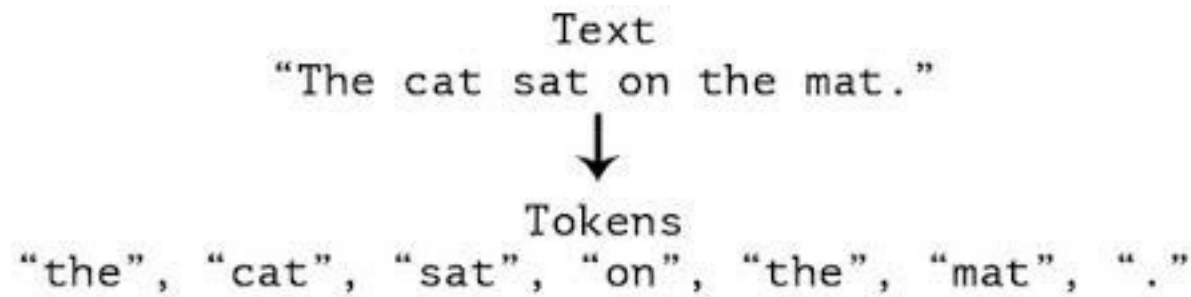 Text
“The cat sat on the mat.”
Tokens
“the”, “cat”, “sat”, “on”, “the”, “mat”, “.”